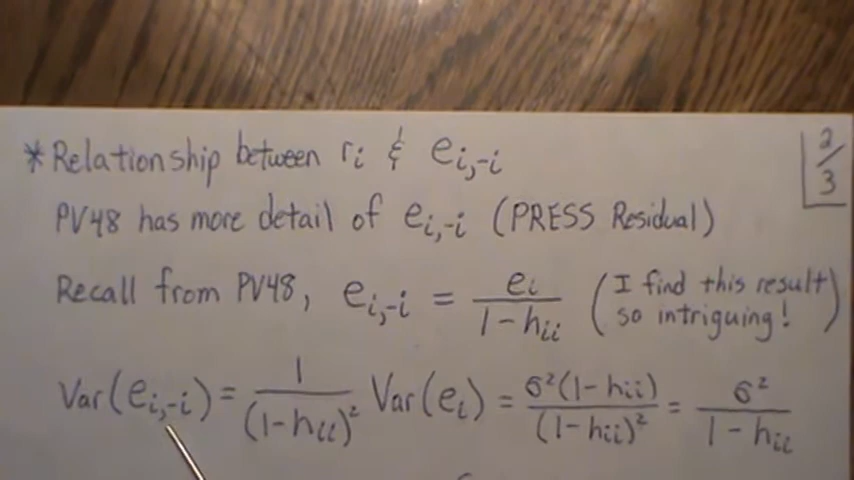 2/3
*Relationship between ri & ei,-i
PV48 has more detail of ei,-i (PRESS Residual)
Recall from PV48, ei,-i = ei / (1-hii) (I find this result so intriguing!)
Var(ei,-i) = 1/(1-hii)² Var(ei) = σ²(1-hii)/(1-hii)² = σ²/(1-hii)